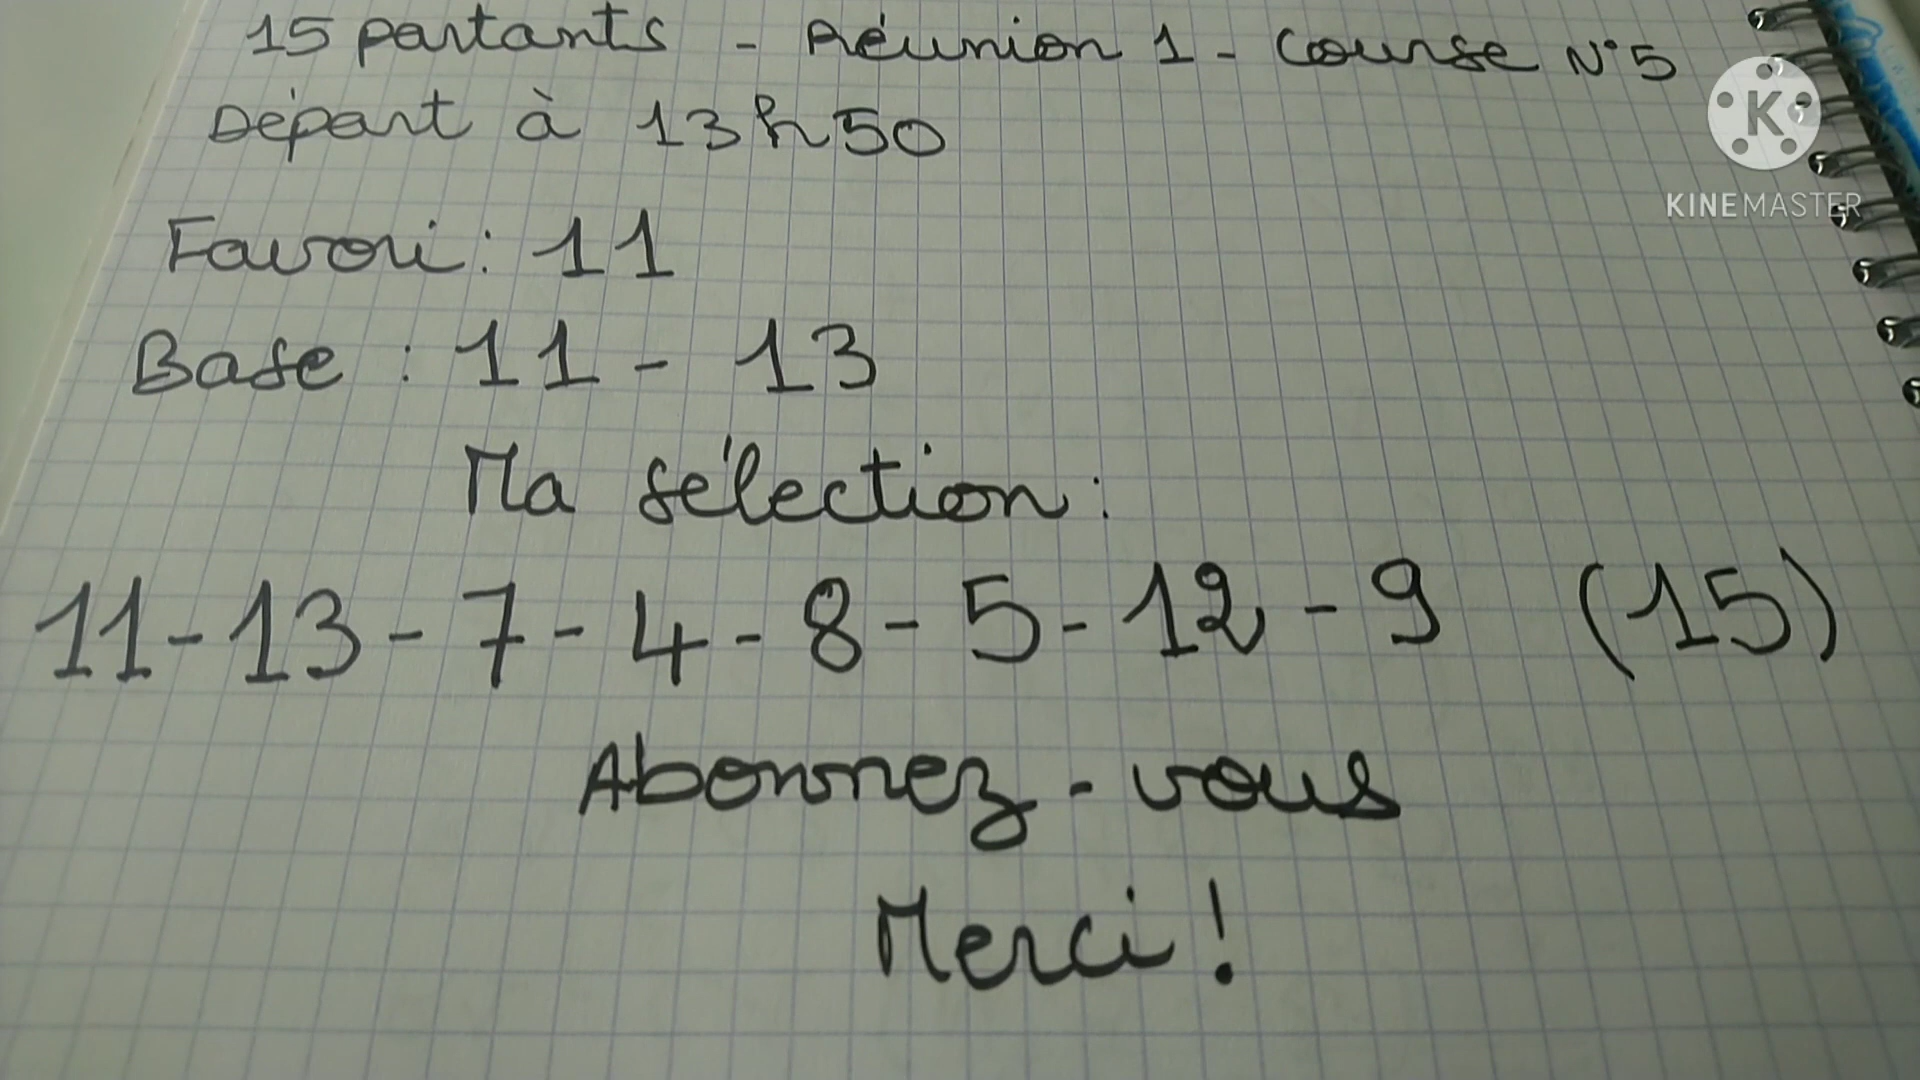 15 partants - Réunion 1 - Course N°5
Départ à 13h50
Favori : 11
Base : 11 - 13
Ma sélection :
11 - 13 - 7 - 4 - 8 - 5 - 12 - 9 (15)
Abonnez - vous
Merci !
K
KINEMASTER